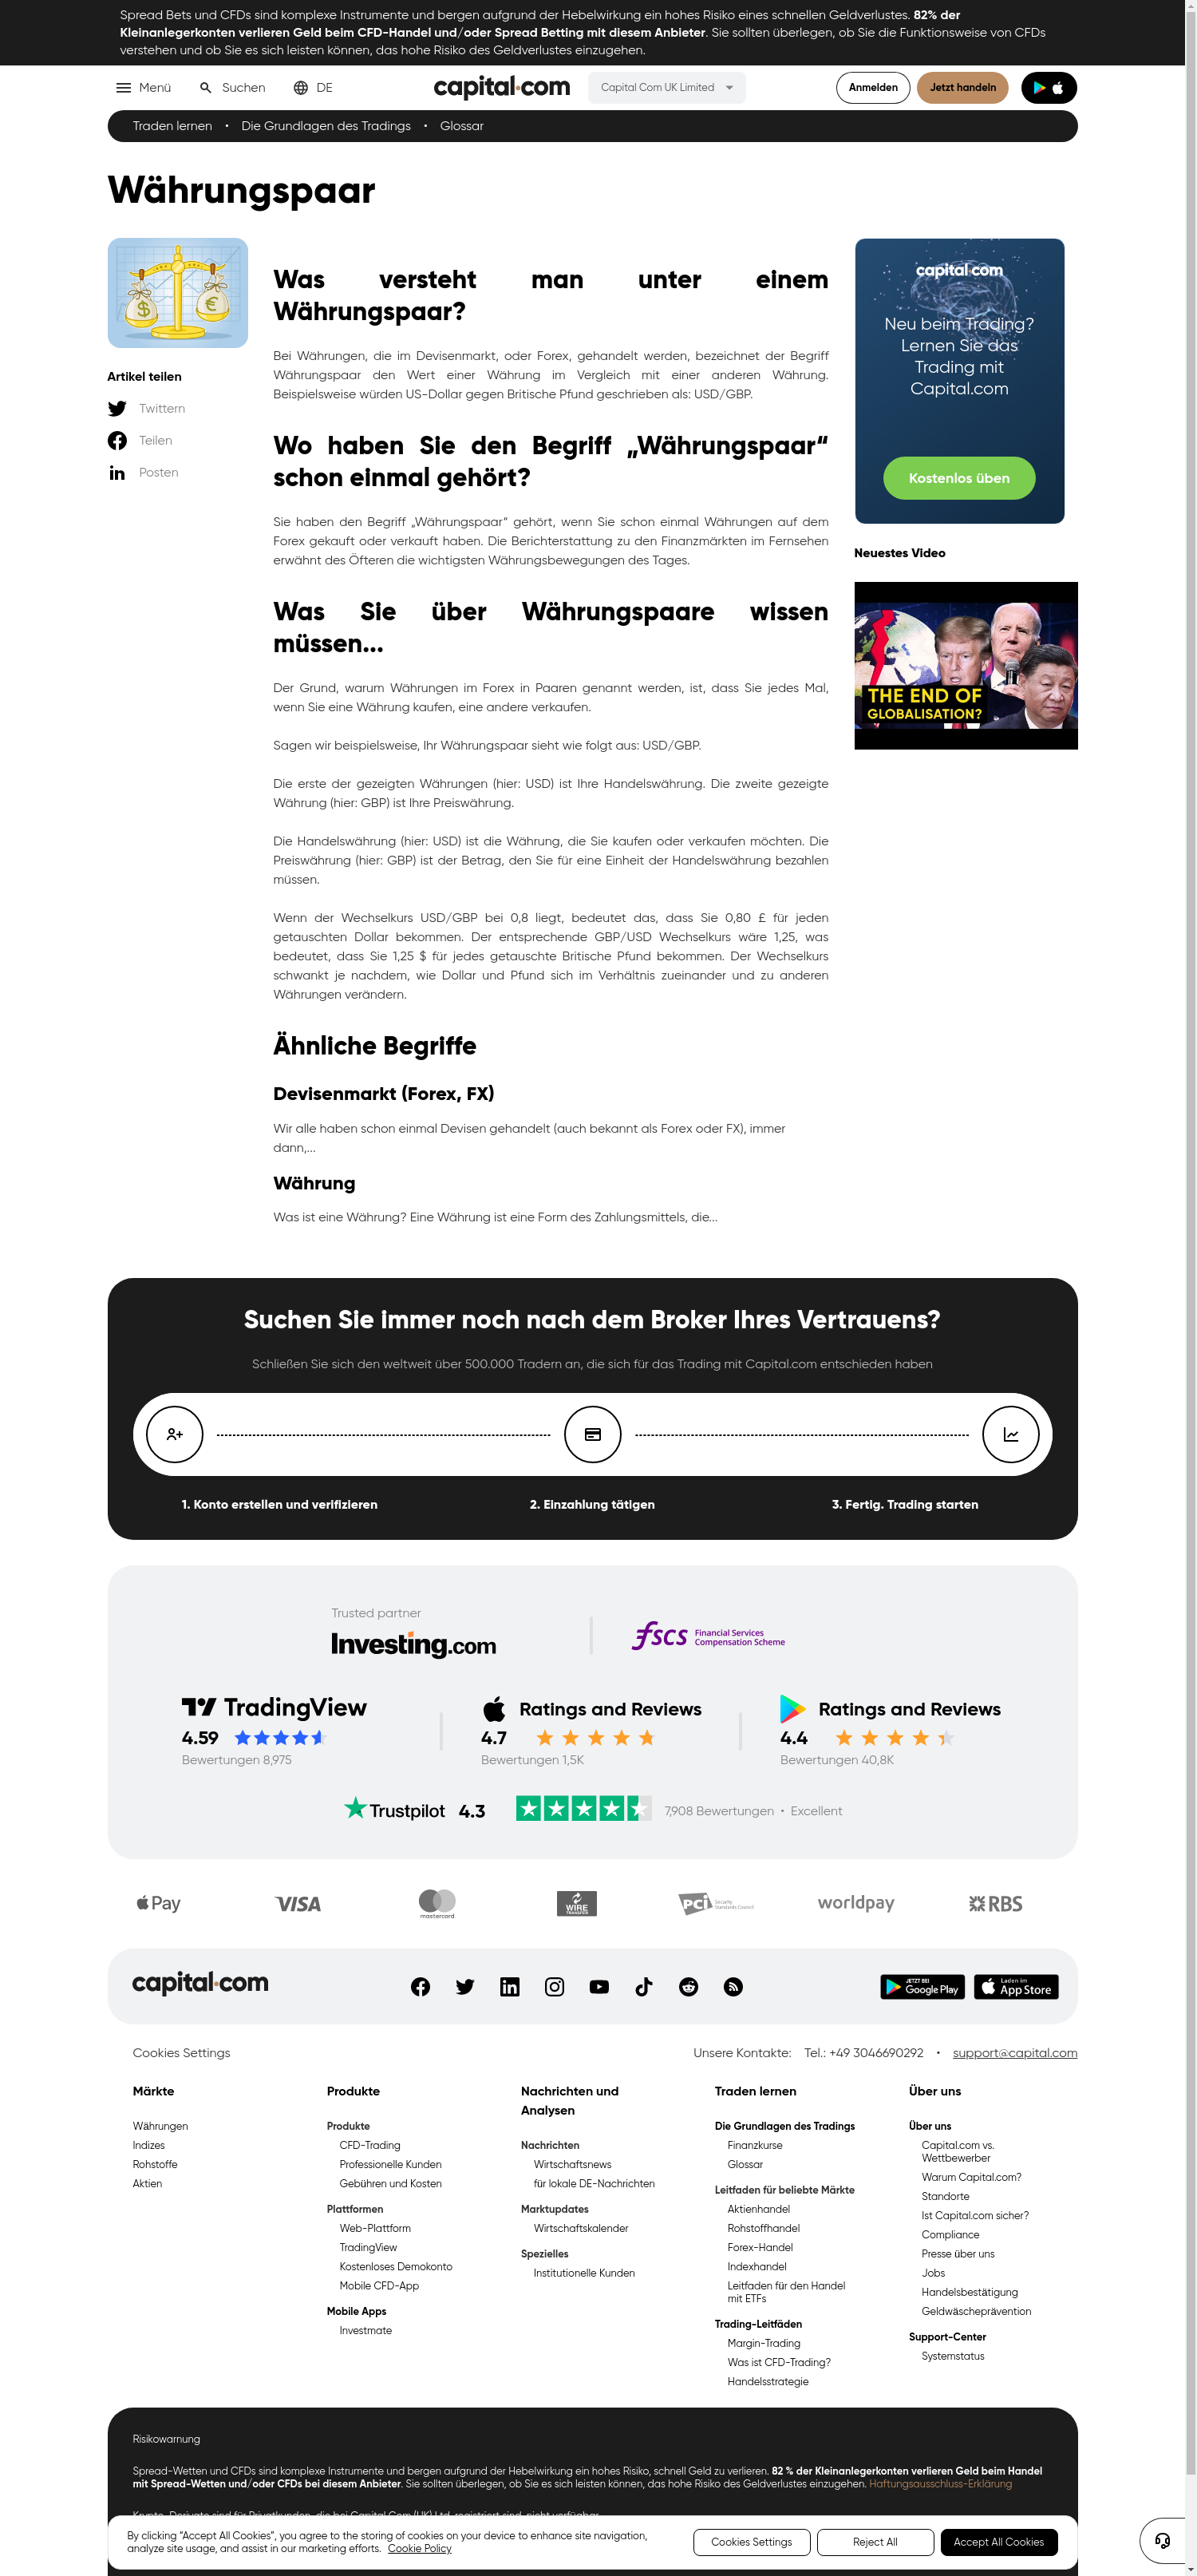 Spread Bets und CFDs sind komplexe Instrumente und bergen aufgrund der Hebelwirkung ein hohes Risiko eines schnellen Geldverlustes. 82% der
Kleinanlegerkonten verlieren Geld beim CFD-Handel und/oder Spread Betting mit diesem Anbieter. Sie sollten überlegen, ob Sie die Funktionsweise von CFDs
verstehen und ob Sie es sich leisten können, das hohe Risiko des Geldverlustes einzugehen.
Menü Suchen DE capital.com Capital Com UK Limited Anmelden Jetzt handeln
Traden lernen • Die Grundlagen des Tradings • Glossar
Währungspaar
Artikel teilen
Twittern
Teilen
Posten
Was versteht man unter einem
Währungspaar?
Bei Währungen, die im Devisenmarkt, oder Forex, gehandelt werden, bezeichnet der Begriff
Währungspaar den Wert einer Währung im Vergleich mit einer anderen Währung.
Beispielsweise würden US-Dollar gegen Britische Pfund geschrieben als: USD/GBP.
Wo haben Sie den Begriff „Währungspaar“
schon einmal gehört?
Sie haben den Begriff „Währungspaar“ gehört, wenn Sie schon einmal Währungen auf dem
Forex gekauft oder verkauft haben. Die Berichterstattung zu den Finanzmärkten im Fernsehen
erwähnt des Öfteren die wichtigsten Währungsbewegungen des Tages.
Was Sie über Währungspaare wissen
müssen...
Der Grund, warum Währungen im Forex in Paaren genannt werden, ist, dass Sie jedes Mal,
wenn Sie eine Währung kaufen, eine andere verkaufen.
Sagen wir beispielsweise, Ihr Währungspaar sieht wie folgt aus: USD/GBP.
Die erste der gezeigten Währungen (hier: USD) ist Ihre Handelswährung. Die zweite gezeigte
Währung (hier: GBP) ist Ihre Preiswährung.
Die Handelswährung (hier: USD) ist die Währung, die Sie kaufen oder verkaufen möchten. Die
Preiswährung (hier: GBP) ist der Betrag, den Sie für eine Einheit der Handelswährung bezahlen
müssen.
Wenn der Wechselkurs USD/GBP bei 0,8 liegt, bedeutet das, dass Sie 0,80 £ für jeden
getauschten Dollar bekommen. Der entsprechende GBP/USD Wechselkurs wäre 1,25, was
bedeutet, dass Sie 1,25 $ für jedes getauschte Britische Pfund bekommen. Der Wechselkurs
schwankt je nachdem, wie Dollar und Pfund sich im Verhältnis zueinander und zu anderen
Währungen verändern.
Ähnliche Begriffe
Devisenmarkt (Forex, FX)
Wir alle haben schon einmal Devisen gehandelt (auch bekannt als Forex oder FX), immer
dann,...
Währung
Was ist eine Währung? Eine Währung ist eine Form des Zahlungsmittels, die...
capital.com
Neu beim Trading?
Lernen Sie das
Trading mit
Capital.com
Kostenlos üben
Neuestes Video
THE END OF
GLOBALISATION?
Suchen Sie immer noch nach dem Broker Ihres Vertrauens?
Schließen Sie sich den weltweit über 500.000 Tradern an, die sich für das Trading mit Capital.com entschieden haben
1. Konto erstellen und verifizieren
2. Einzahlung tätigen
3. Fertig. Trading starten
Trusted partner
Investing.com
fscs Financial Services
Compensation Scheme
TradingView
4.59
Bewertungen 8,975
Ratings and Reviews
4.7
Bewertungen 1,5K
Ratings and Reviews
4.4
Bewertungen 40,8K
Trustpilot 4.3 7,908 Bewertungen • Excellent
Pay VISA mastercard. WIRE TRANSFER PCI Security Standards Council worldpay RBS
capital.com
JETZT BEI Google Play
Laden im App Store
Cookies Settings
Unsere Kontakte: Tel.: +49 3046690292 • support@capital.com
Märkte
Währungen
Indizes
Rohstoffe
Aktien
Produkte
Produkte
CFD-Trading
Professionelle Kunden
Gebühren und Kosten
Plattformen
Web-Plattform
TradingView
Kostenloses Demokonto
Mobile CFD-App
Mobile Apps
Investmate
Nachrichten und
Analysen
Nachrichten
Wirtschaftsnews
für lokale DE-Nachrichten
Marktupdates
Wirtschaftskalender
Spezielles
Institutionelle Kunden
Traden lernen
Die Grundlagen des Tradings
Finanzkurse
Glossar
Leitfaden für beliebte Märkte
Aktienhandel
Rohstoffhandel
Forex-Handel
Indexhandel
Leitfaden für den Handel
mit ETFs
Trading-Leitfäden
Margin-Trading
Was ist CFD-Trading?
Handelsstrategie
Über uns
Über uns
Capital.com vs.
Wettbewerber
Warum Capital.com?
Standorte
Ist Capital.com sicher?
Compliance
Presse über uns
Jobs
Handelsbestätigung
Geldwäscheprävention
Support-Center
Systemstatus
Risikowarnung
Spread-Wetten und CFDs sind komplexe Instrumente und bergen aufgrund der Hebelwirkung ein hohes Risiko, schnell Geld zu verlieren. 82 % der Kleinanlegerkonten verlieren Geld beim Handel
mit Spread-Wetten und/oder CFDs bei diesem Anbieter. Sie sollten überlegen, ob Sie es sich leisten können, das hohe Risiko des Geldverlustes einzugehen. Haftungsausschluss-Erklärung
By clicking “Accept All Cookies”, you agree to the storing of cookies on your device to enhance site navigation,
analyze site usage, and assist in our marketing efforts. Cookie Policy
Cookies Settings
Reject All
Accept All Cookies